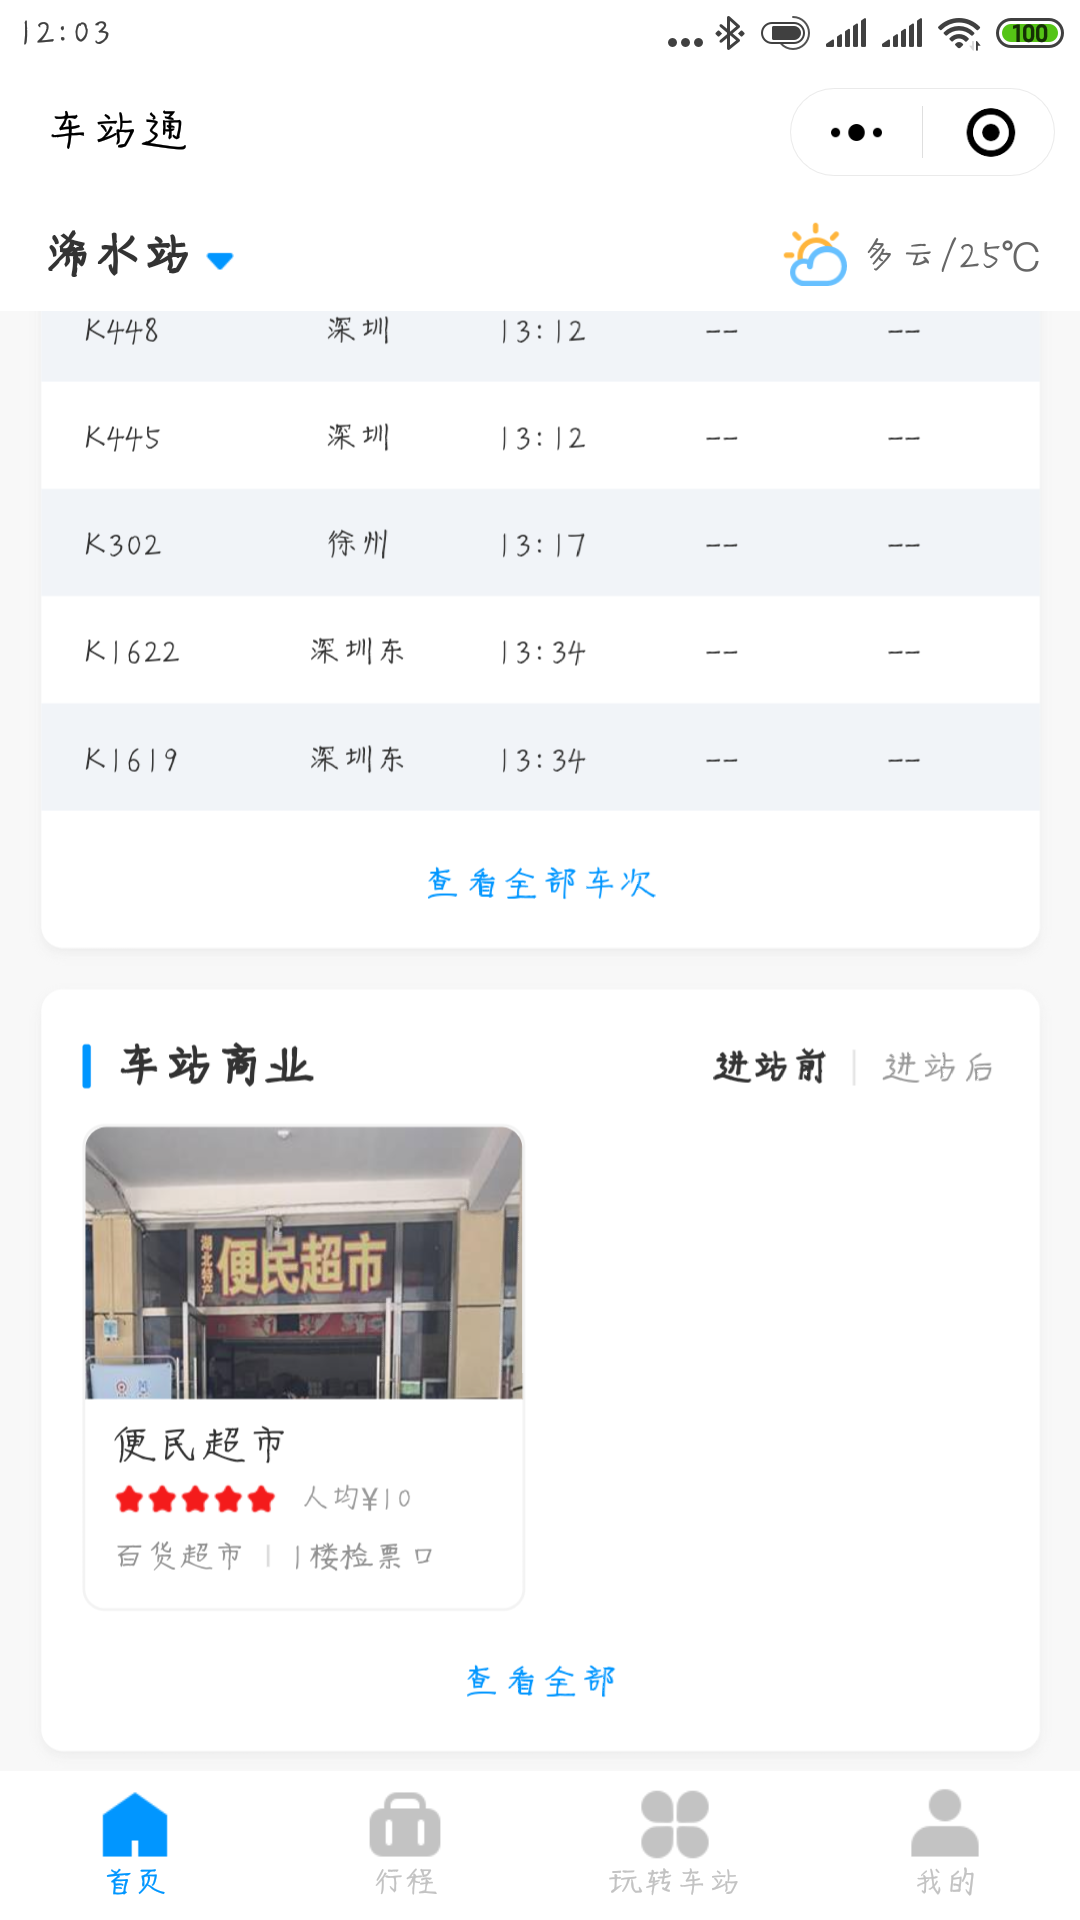 12:03
100
车站通
浠水站
多云/25℃
K448 深圳 13:12 -- --
K445 深圳 13:12 -- --
K302 徐州 13:17 -- --
K1622 深圳东 13:34 -- --
K1619 深圳东 13:34 -- --
查看全部车次
车站商业
进站前 | 进站后
湖北特产
便民超市
便民超市
人均¥10
百货超市 | 1楼检票口
查看全部
首页 行程 玩转车站 我的